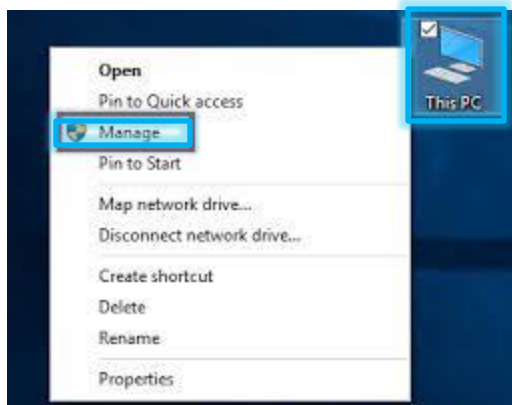 This PC
Open
Pin to Quick access
Manage
Pin to Start
Map network drive...
Disconnect network drive...
Create shortcut
Delete
Rename
Properties